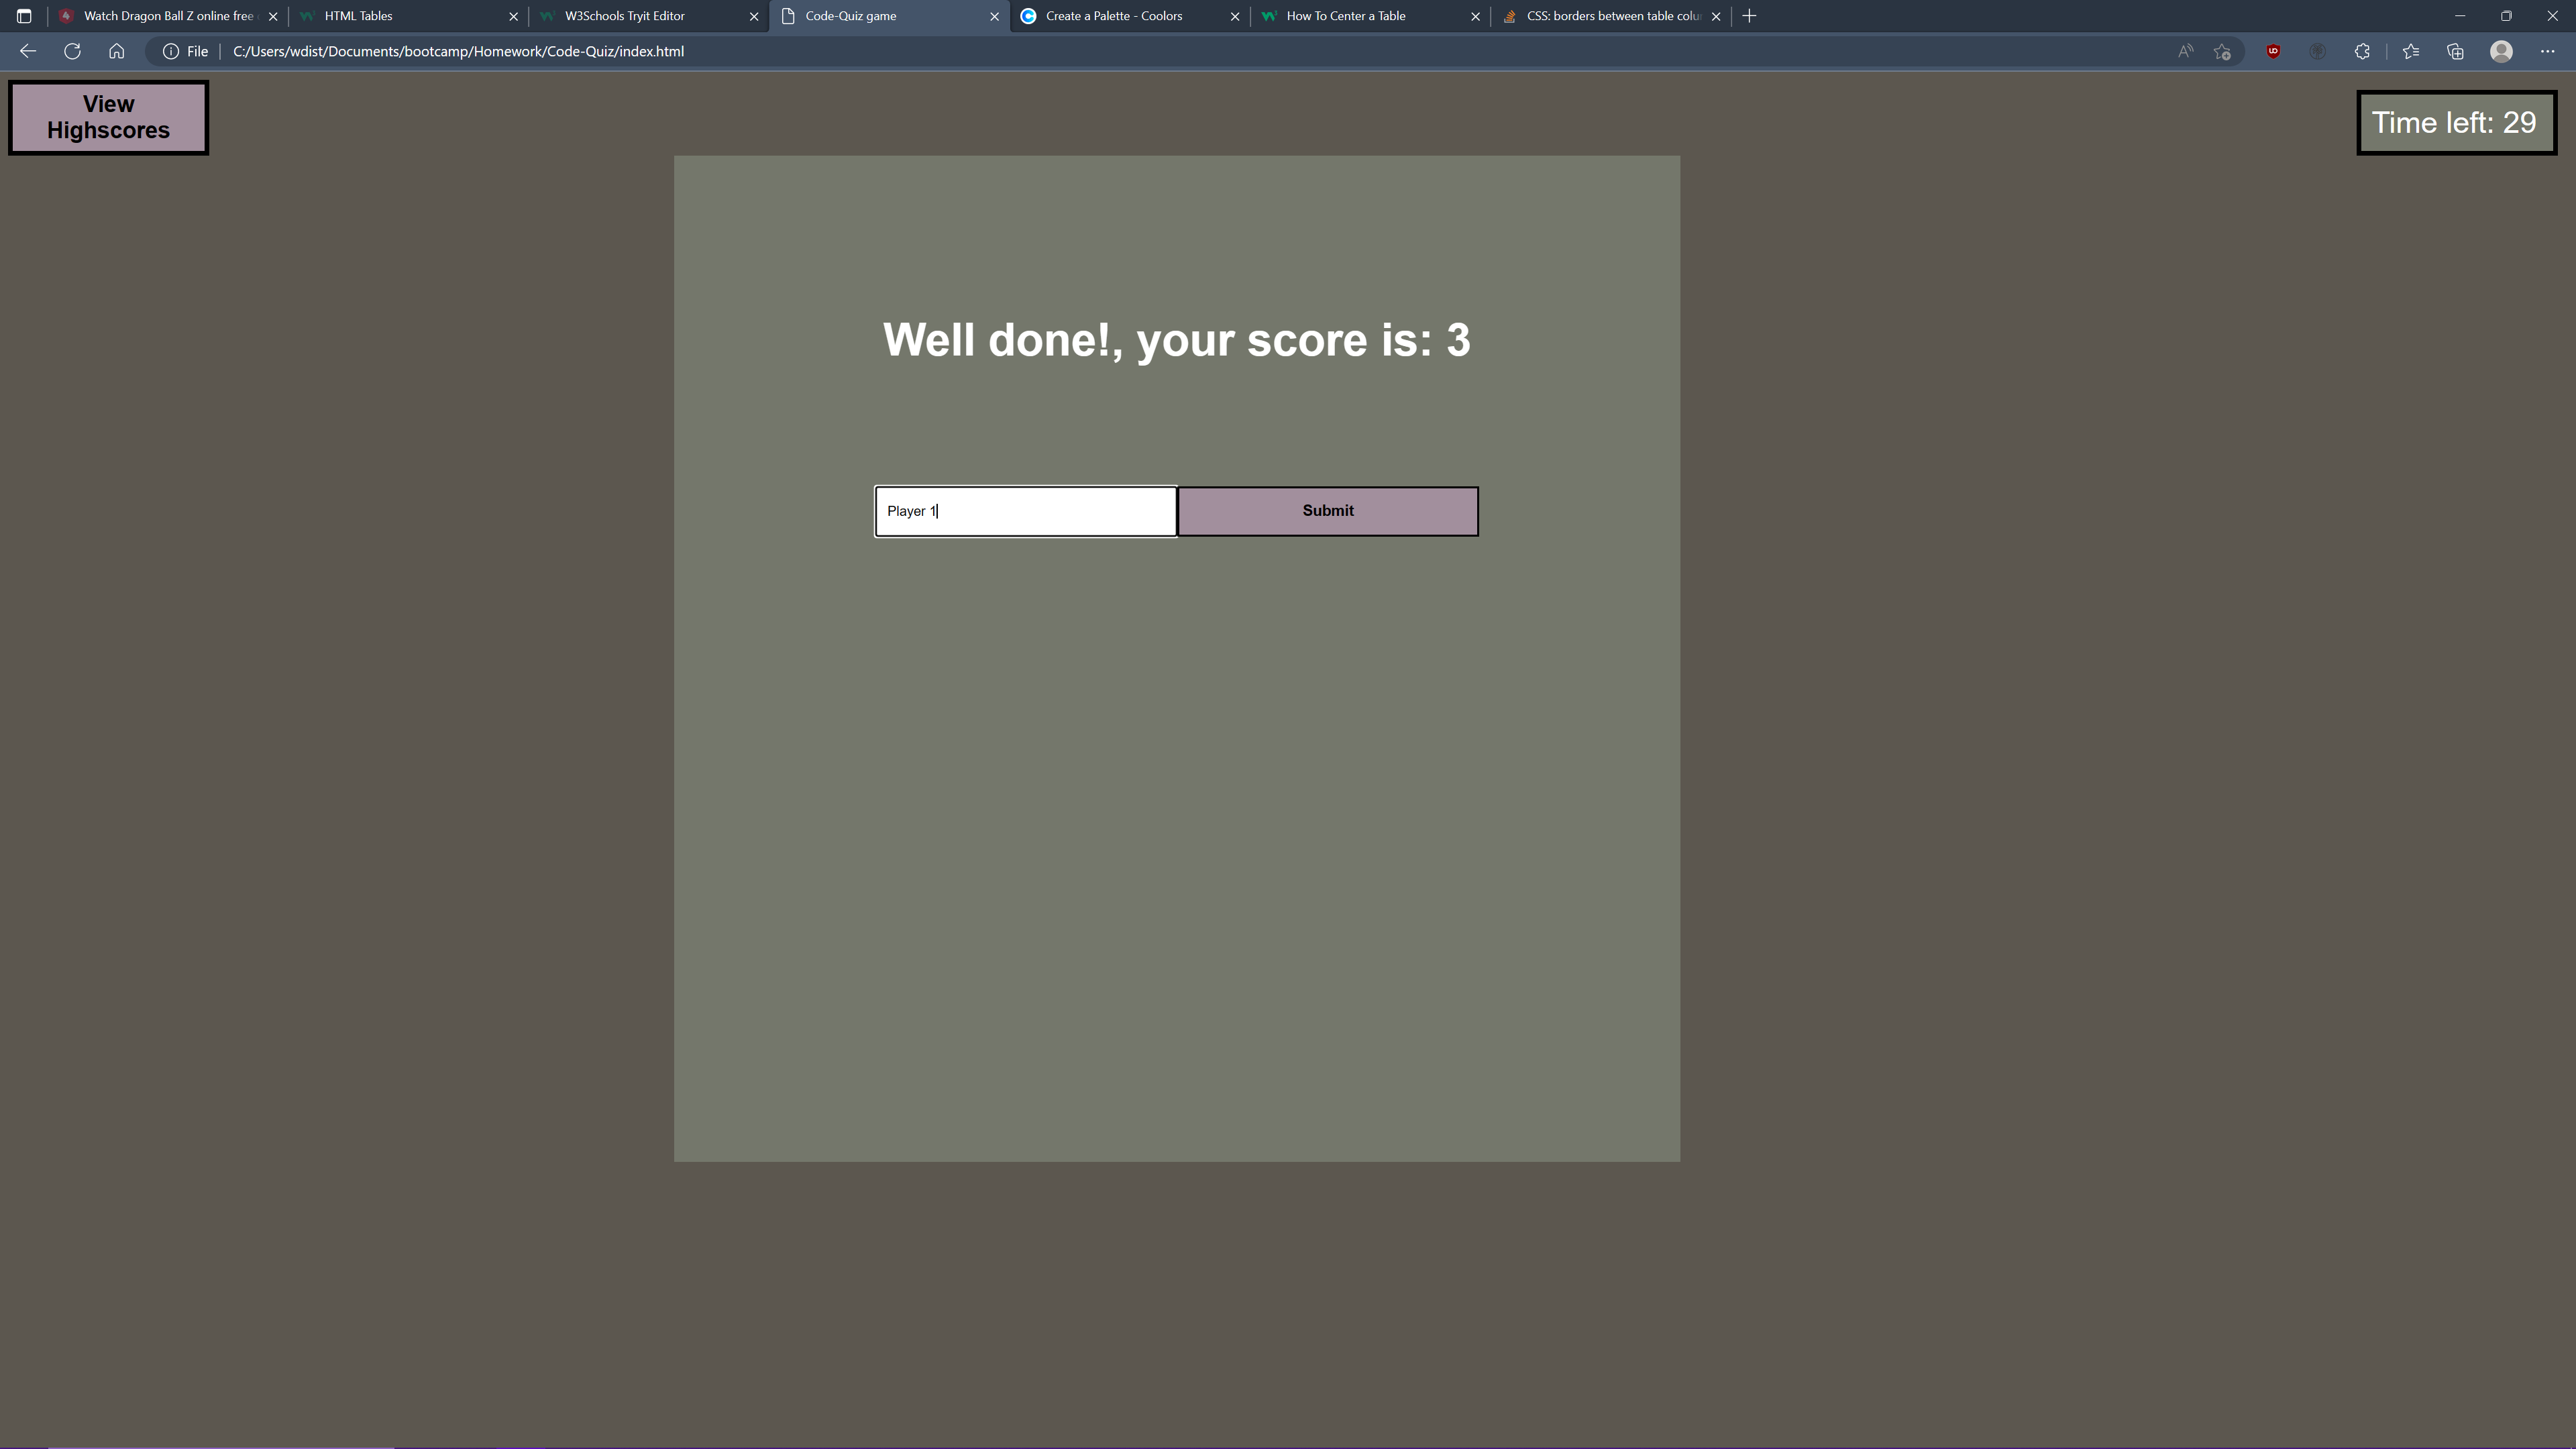 Watch Dragon Ball Z online free
HTML Tables
W3Schools Tryit Editor
Code-Quiz game
Create a Palette - Coolors
How To Center a Table
CSS: borders between table colu
File
C:/Users/wdist/Documents/bootcamp/Homework/Code-Quiz/index.html
View
Highscores
Time left: 29
Well done!, your score is: 3
Player 1
Submit